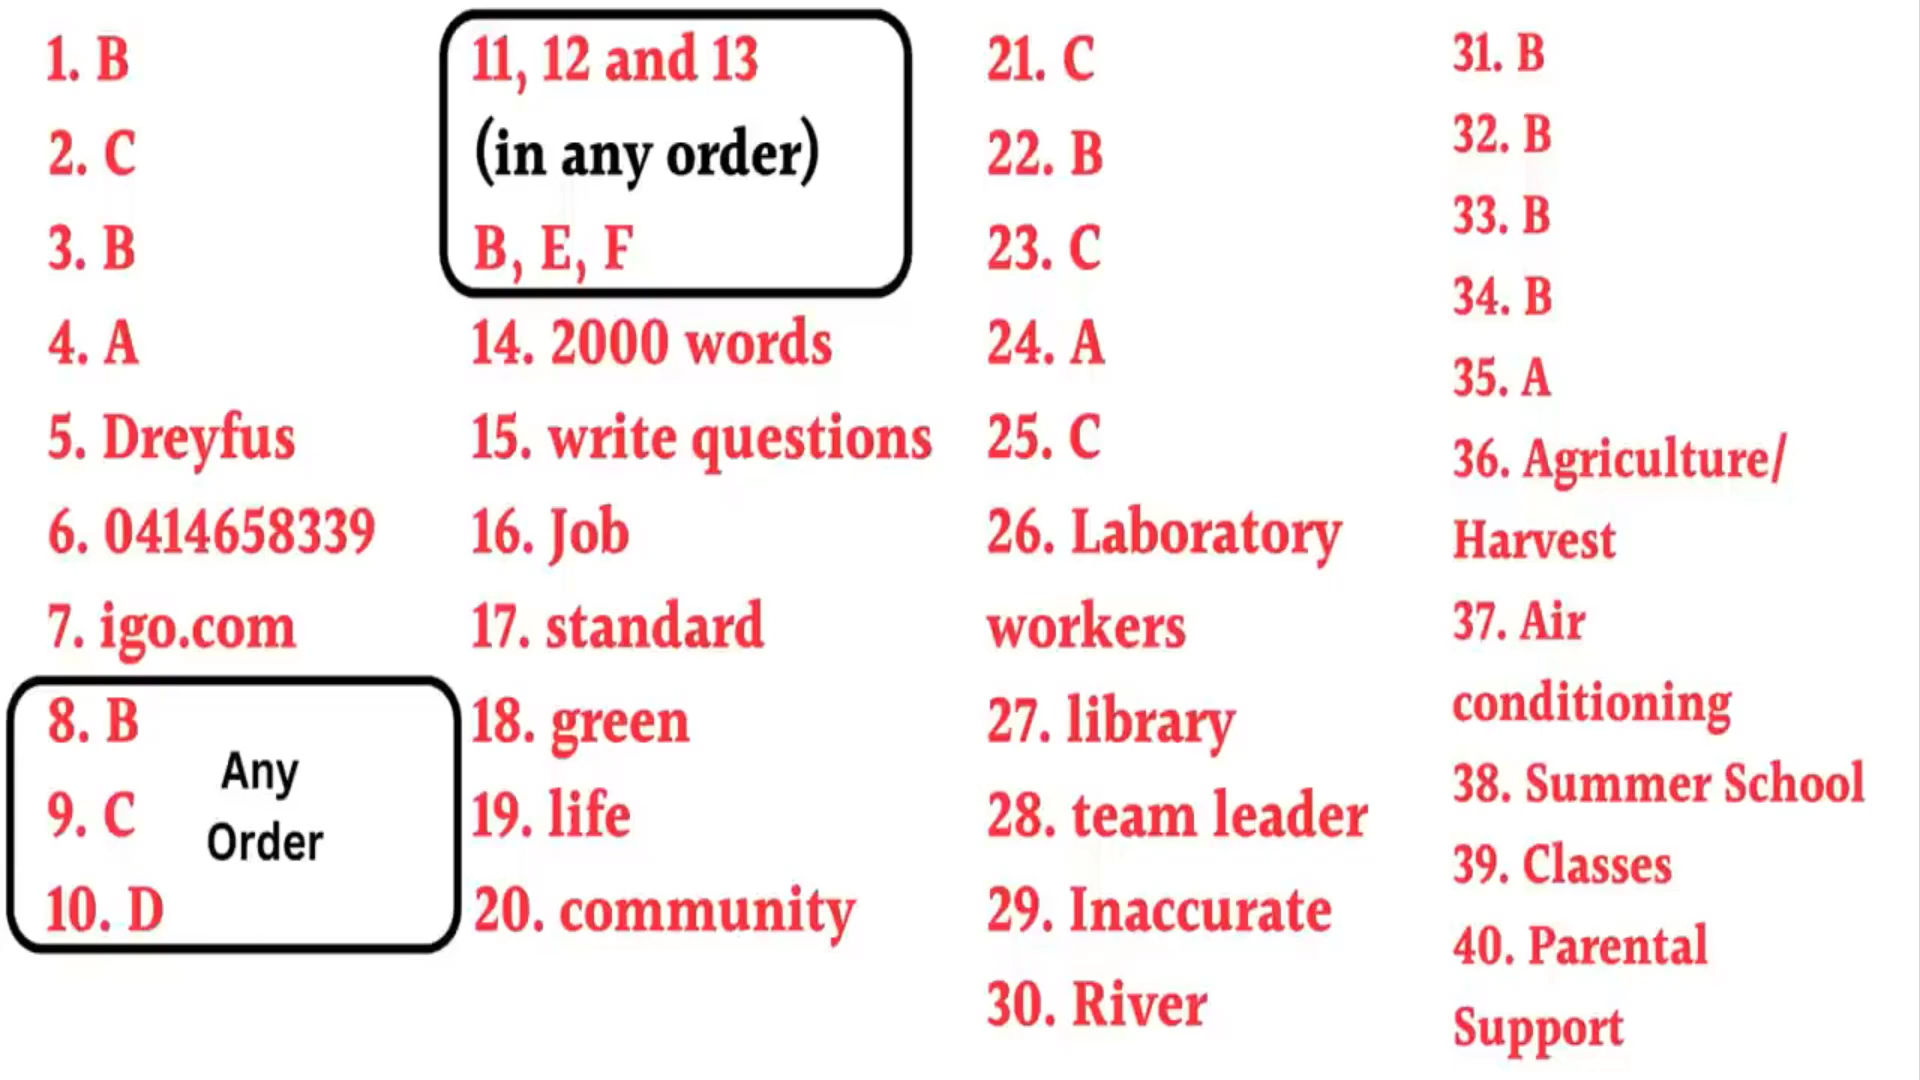 1. B
2. C
3. B
4. A
5. Dreyfus
6. 0414658339
7. igo.com
8. B
9. C
10. D
Any
Order
11, 12 and 13
(in any order)
B, E, F
14. 2000 words
15. write questions
16. Job
17. standard
18. green
19. life
20. community
21. C
22. B
23. C
24. A
25. C
26. Laboratory
workers
27. library
28. team leader
29. Inaccurate
30. River
31. B
32. B
33. B
34. B
35. A
36. Agriculture/
Harvest
37. Air
conditioning
38. Summer School
39. Classes
40. Parental
Support